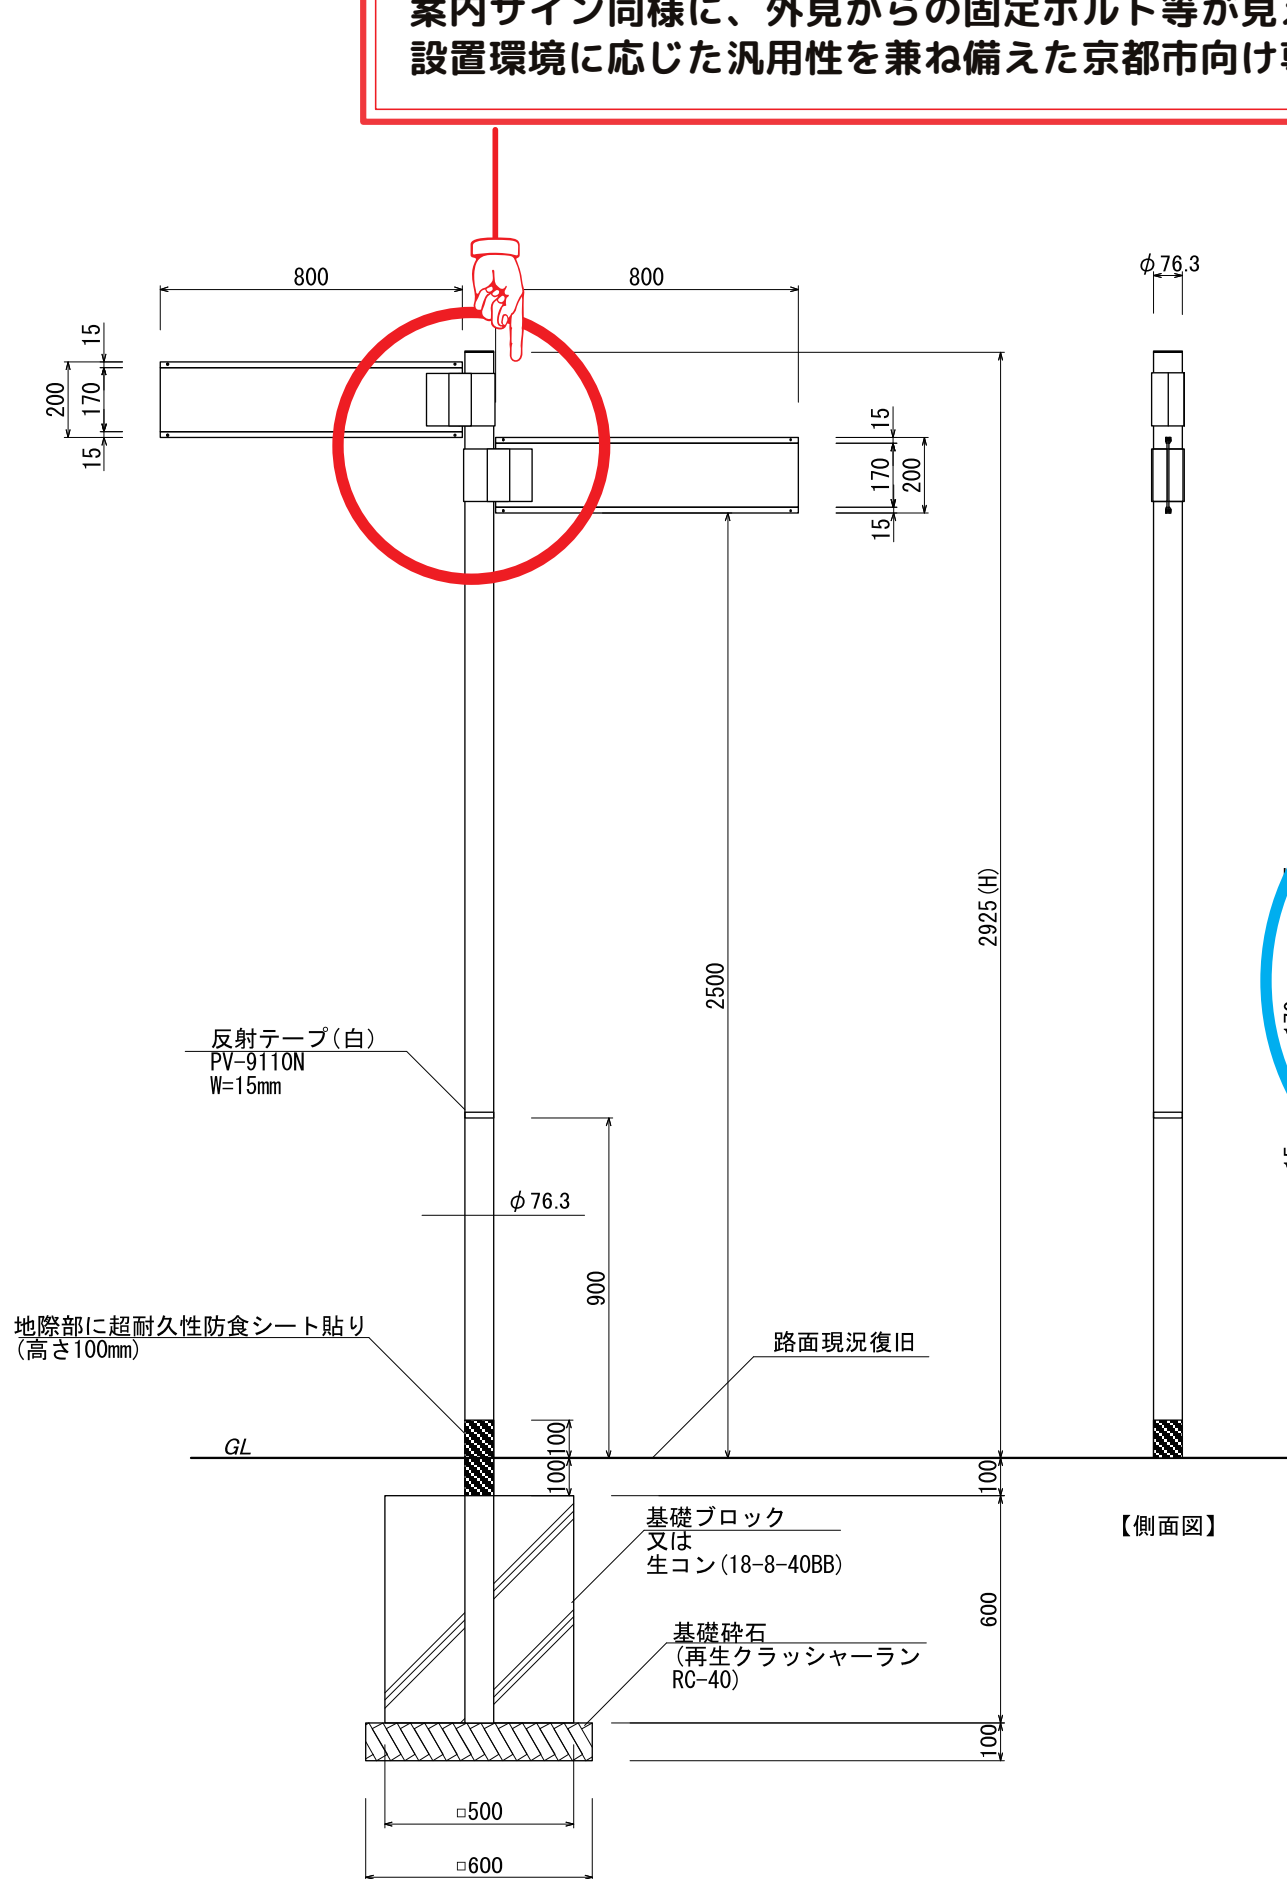 案内サイン同様に、外見からの固定ボルト等が見え
設置環境に応じた汎用性を兼ね備えた京都市向け専
800
800
φ76.3
15
200
170
15
15
170
200
15
2925(H)
2500
反射テープ(白)
PV-9110N
W=15mm
φ76.3
900
地際部に超耐久性防食シート貼り
(高さ100mm)
路面現況復旧
GL
100
100
100
【側面図】
基礎ブロック
又は
生コン(18-8-40BB)
600
基礎砕石
(再生クラッシャーラン
RC-40)
100
□500
□600